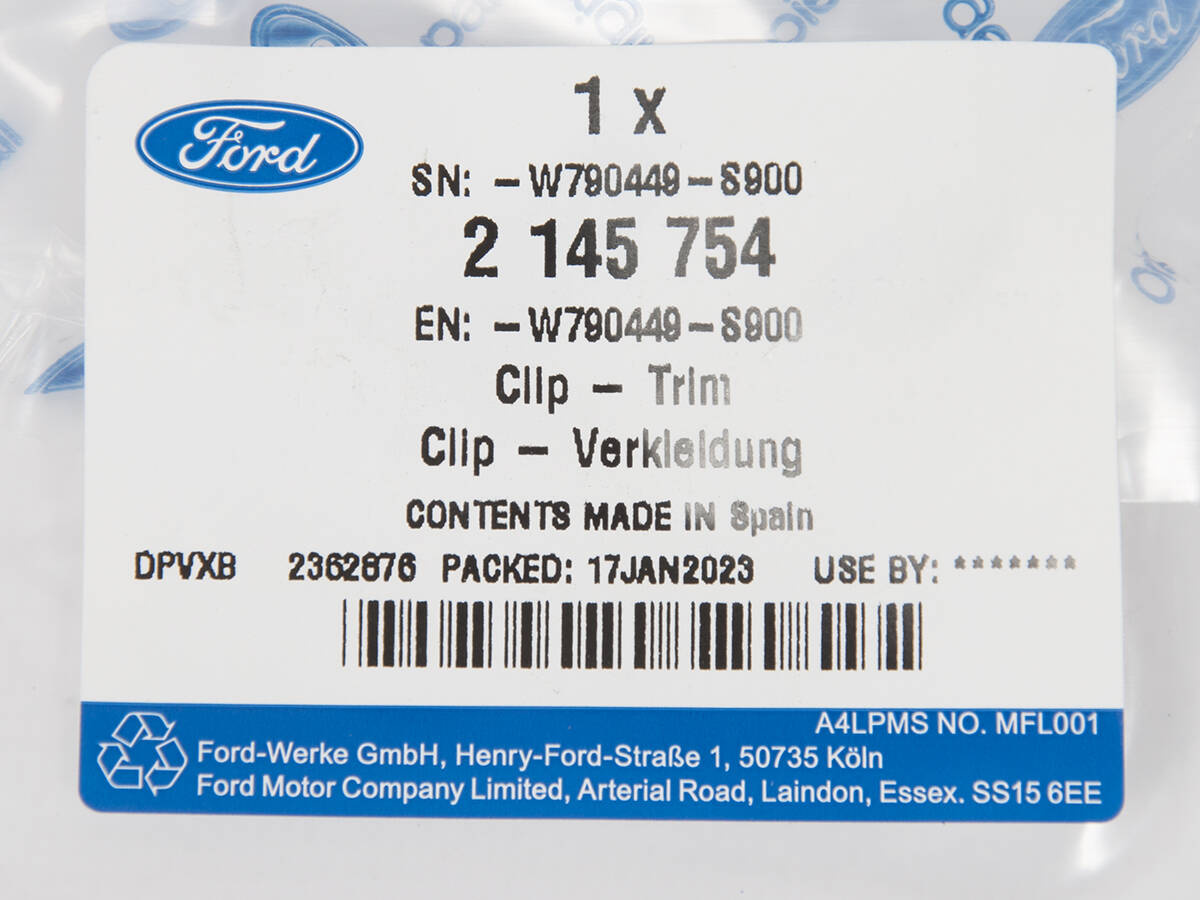 Ford
1 x
SN: -W790449-S900
2 145 754
EN: -W790449-S900
Clip - Trim
Clip - Verkleidung
CONTENTS MADE IN Spain
DPVXB 2362876 PACKED: 17JAN2023 USE BY: *******
A4LPMS NO. MFL001
Ford-Werke GmbH, Henry-Ford-Straße 1, 50735 Köln
Ford Motor Company Limited, Arterial Road, Laindon, Essex. SS15 6EE
Ford